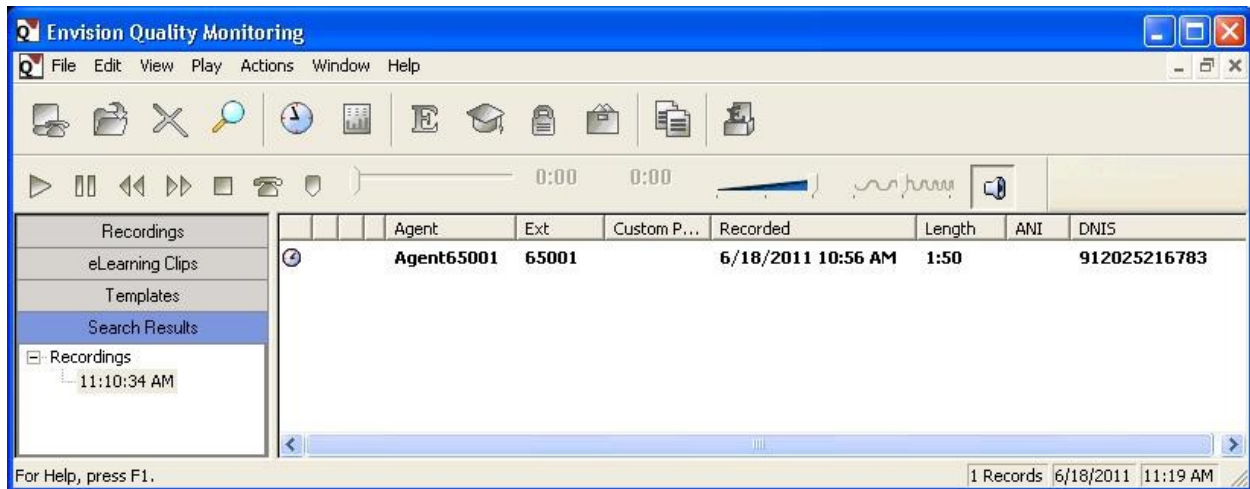 Envision Quality Monitoring
File Edit View Play Actions Window Help
0:00 0:00
Recordings
eLearning Clips
Templates
Search Results
Recordings
11:10:34 AM
Agent Ext Custom P... Recorded Length ANI DNIS
Agent65001 65001 6/18/2011 10:56 AM 1:50 912025216783
For Help, press F1. 1 Records 6/18/2011 11:19 AM